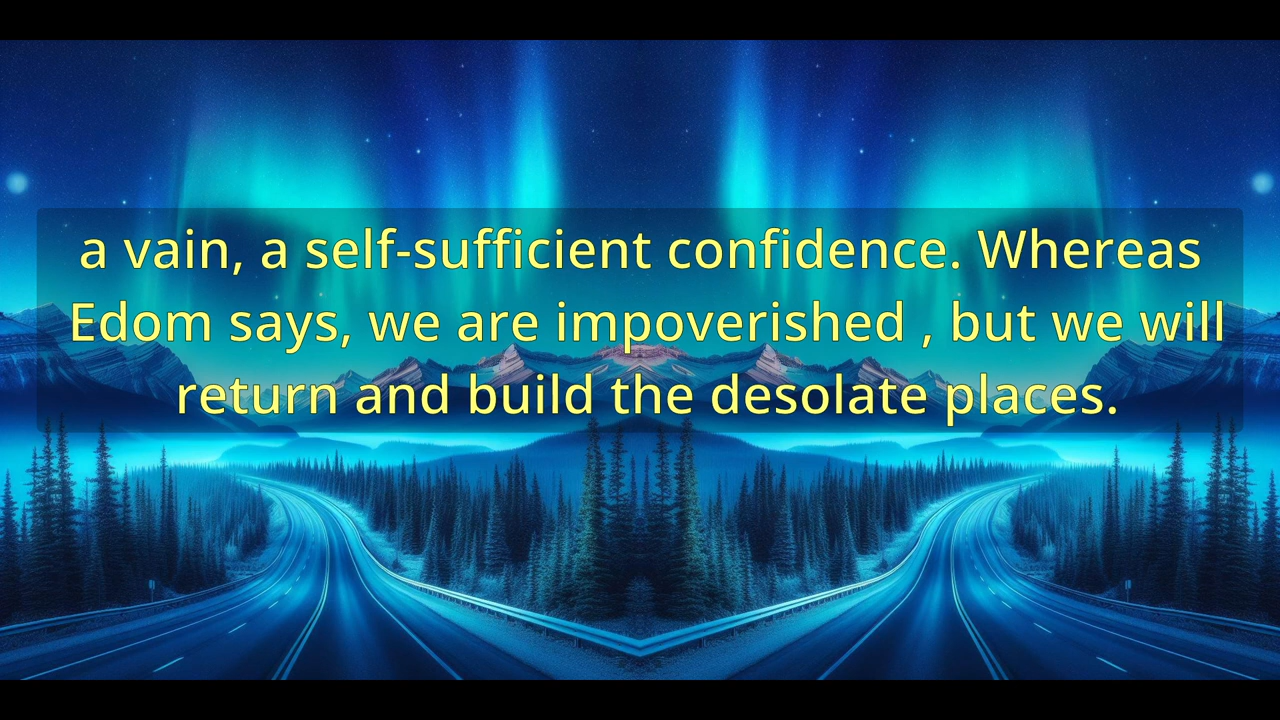 a vain, a self-sufficient confidence. Whereas
Edom says, we are impoverished , but we will
return and build the desolate places.